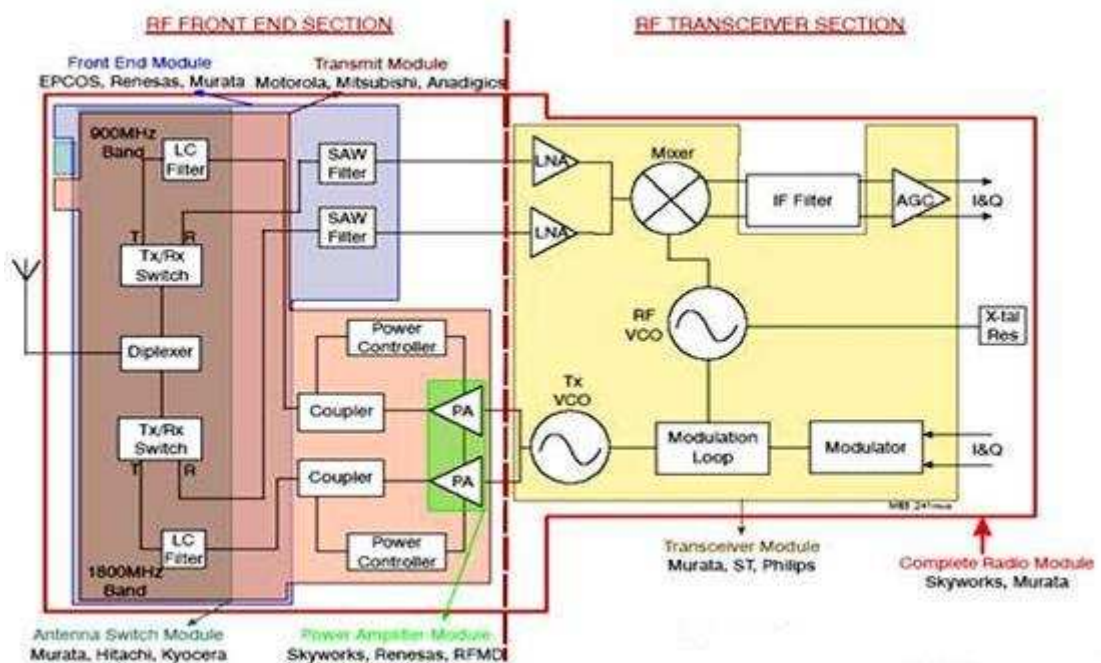 RF FRONT END SECTION
RF TRANSCEIVER SECTION
Front End Module
EPCOS, Renesas, Murata
Transmit Module
Motorola, Mitsubishi, Anadigics
900MHz
Band
LC
Filter
SAW
Filter
SAW
Filter
LNA
LNA
Mixer
IF Filter
AGC
I&Q
T
R
Tx/Rx
Switch
RF
VCO
X-tal
Res
Diplexer
Power
Controller
Coupler
PA
Tx
VCO
Tx/Rx
Switch
T
R
Coupler
PA
Modulation
Loop
Modulator
I&Q
LC
Filter
Power
Controller
1800MHz
Band
Transceiver Module
Murata, ST, Philips
Complete Radio Module
Skyworks, Murata
Antenna Switch Module
Murata, Hitachi, Kyocera
Power Amplifier Module
Skyworks, Renesas, RFMD